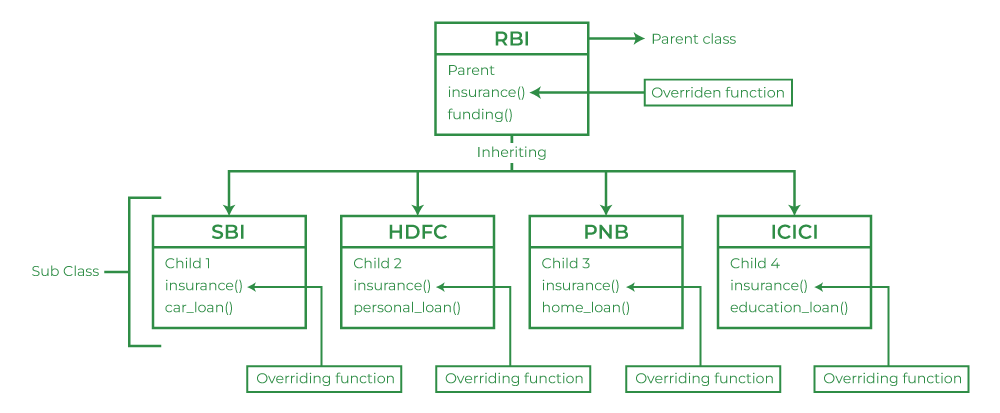 RBI
Parent class
Parent
insurance()
Overriden function
funding()
Inheriting
Sub Class
SBI
Child 1
insurance()
car_loan()
HDFC
Child 2
insurance()
personal_loan()
PNB
Child 3
insurance()
home_loan()
ICICI
Child 4
insurance()
education_loan()
Overriding function
Overriding function
Overriding function
Overriding function